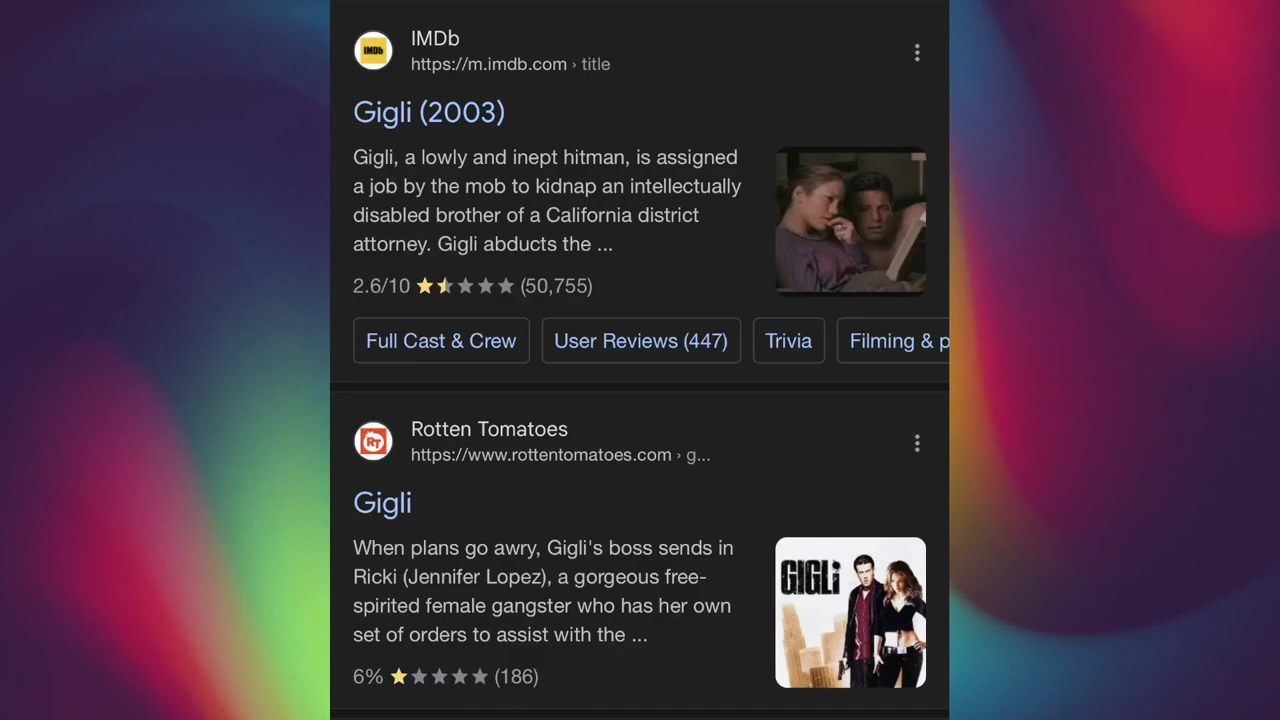 IMDb
IMDb
https://m.imdb.com › title
Gigli (2003)
Gigli, a lowly and inept hitman, is assigned
a job by the mob to kidnap an intellectually
disabled brother of a California district
attorney. Gigli abducts the ...
2.6/10 (50,755)
Full Cast & Crew User Reviews (447) Trivia Filming & p
RT
Rotten Tomatoes
https://www.rottentomatoes.com › g...
Gigli
When plans go awry, Gigli's boss sends in
Ricki (Jennifer Lopez), a gorgeous free-
spirited female gangster who has her own
set of orders to assist with the ...
GIGLi
6% (186)